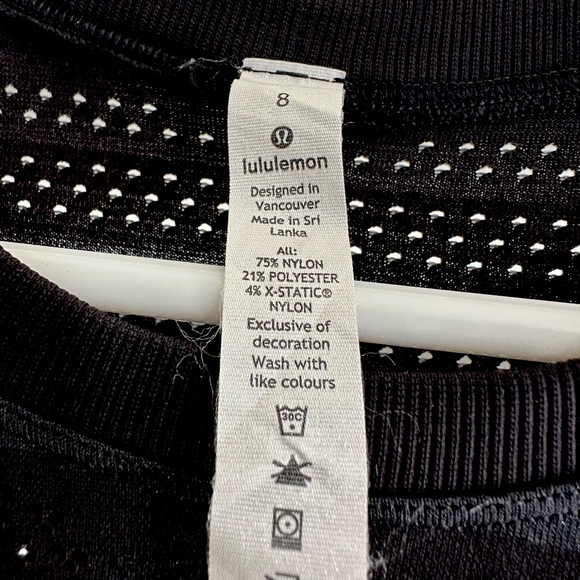 8
lululemon
Designed in
Vancouver
Made in Sri
Lanka
All:
75% NYLON
21% POLYESTER
4% X-STATIC®
NYLON
Exclusive of
decoration
Wash with
like colours
30C